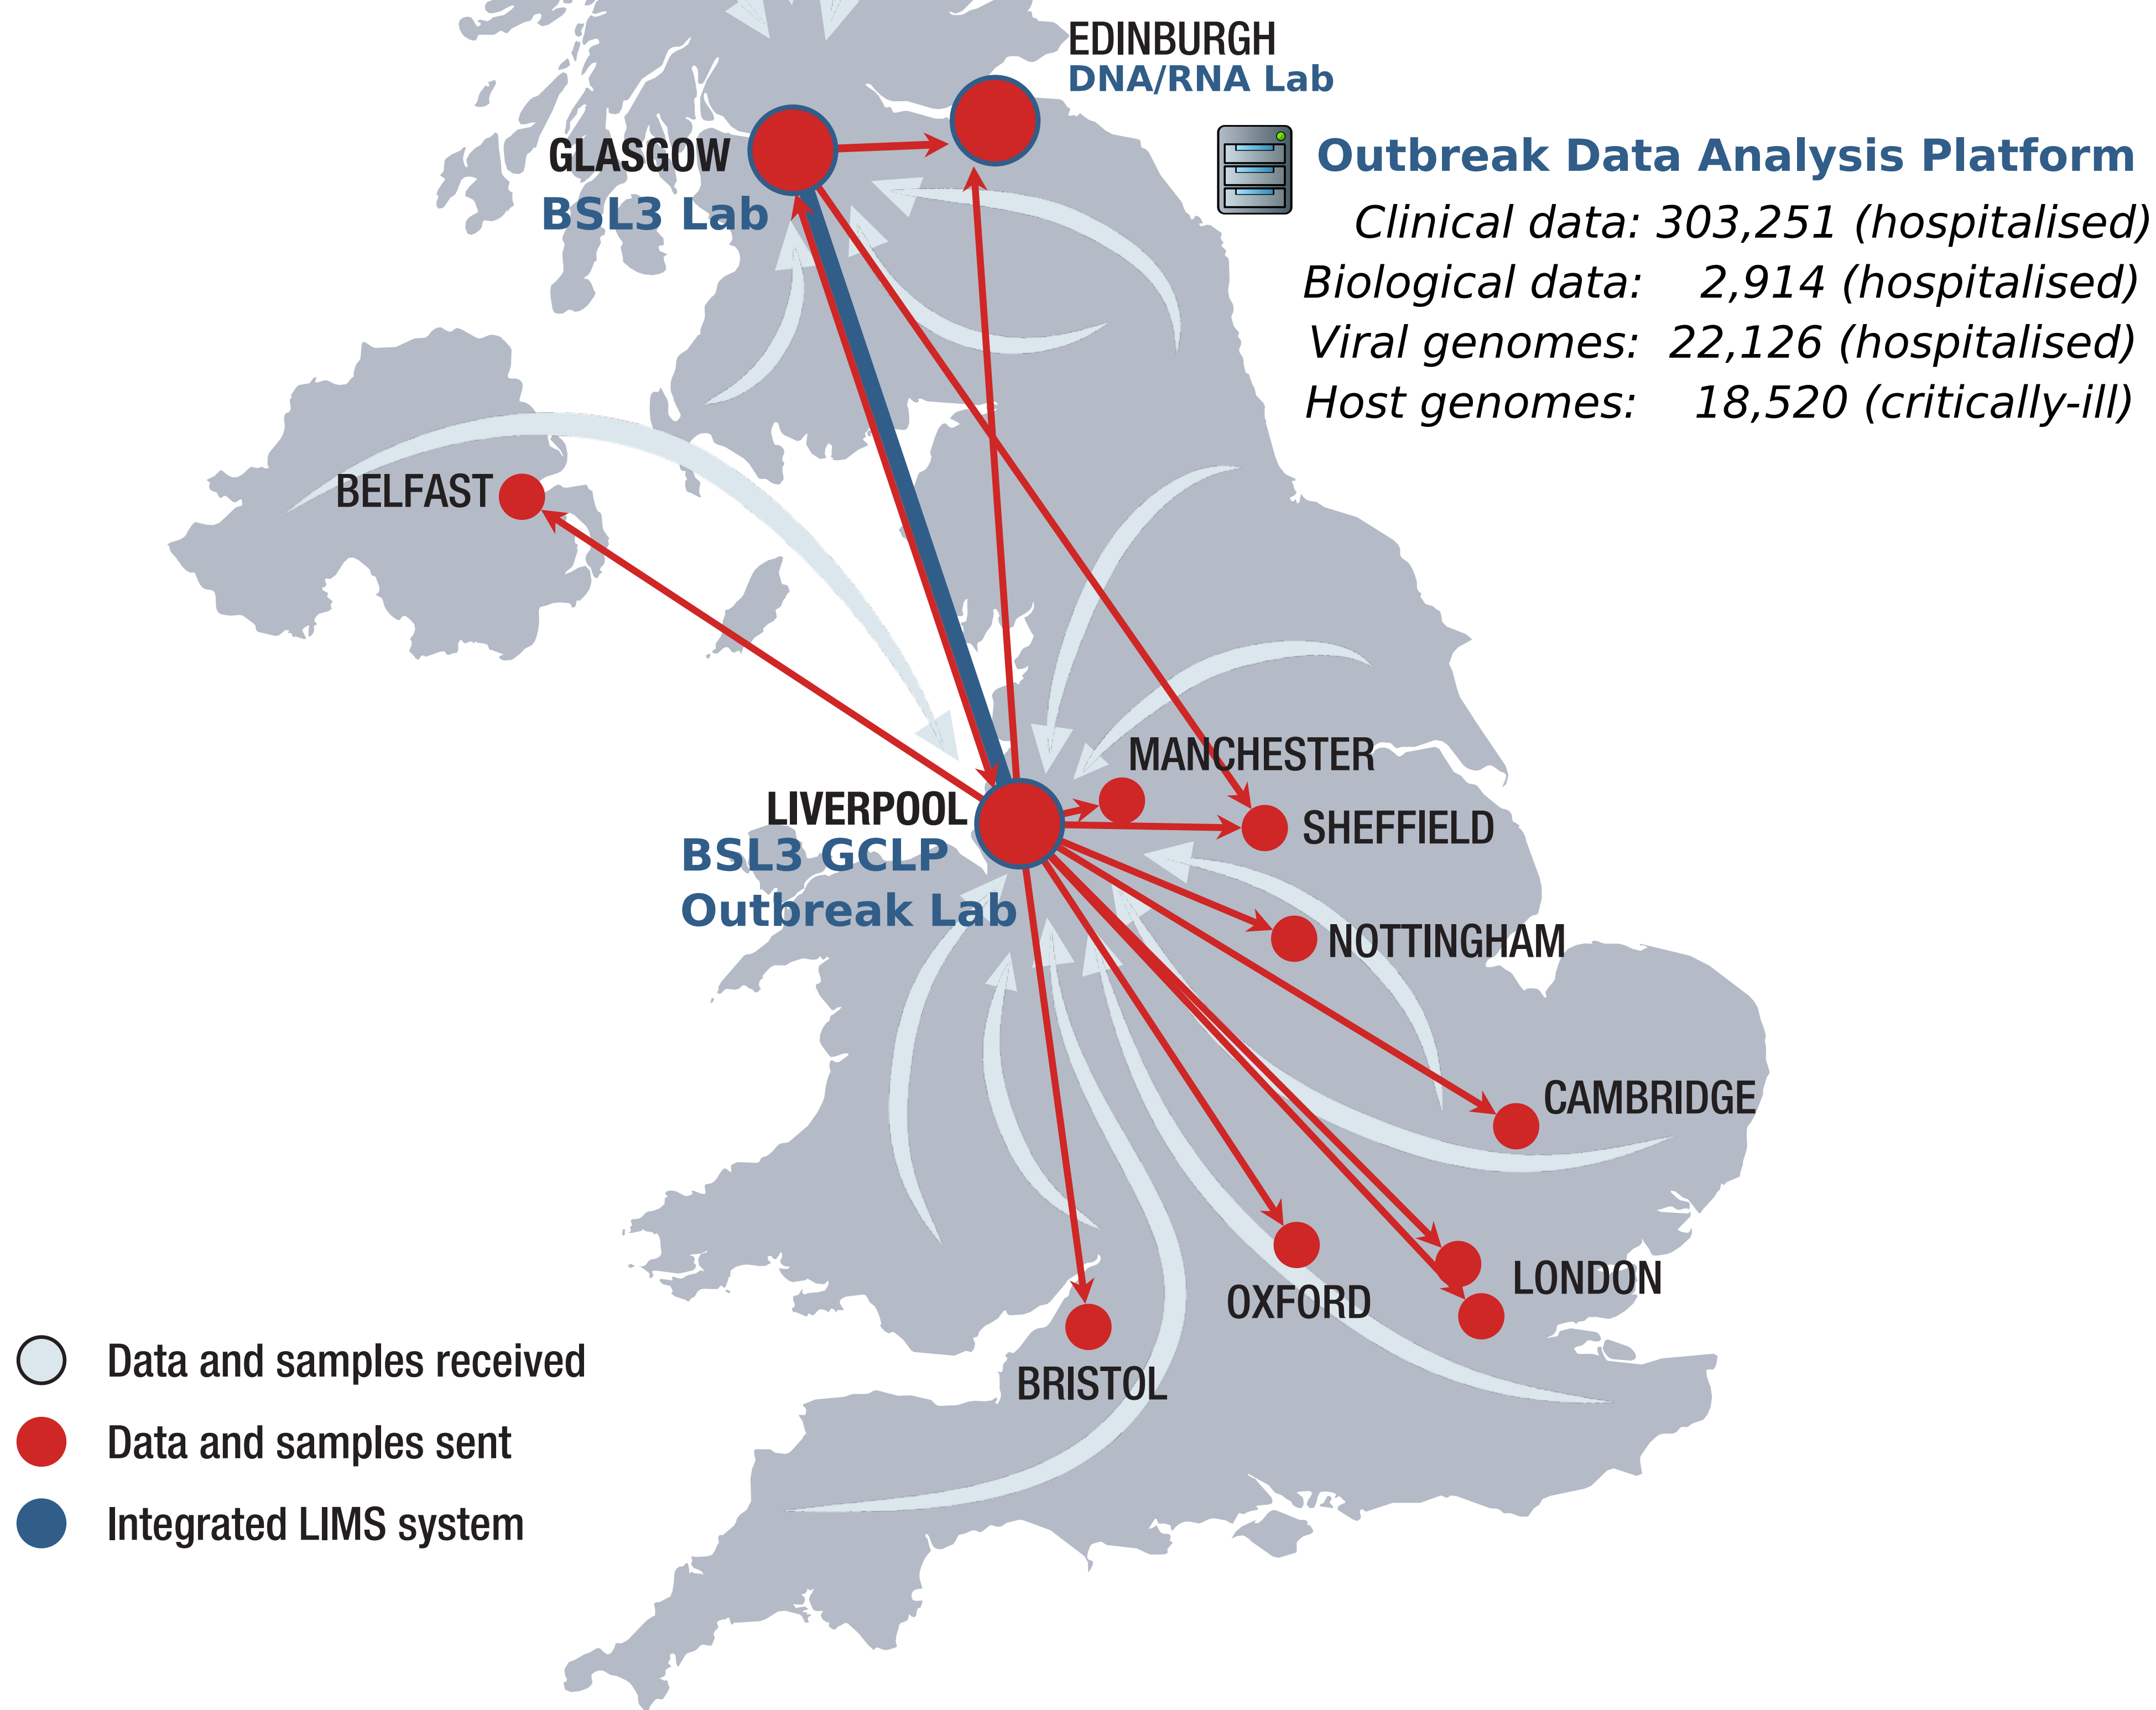 EDINBURGH
DNA/RNA Lab
GLASGOW
BSL3 Lab
Outbreak Data Analysis Platform
Clinical data: 303,251 (hospitalised)
Biological data: 2,914 (hospitalised)
Viral genomes: 22,126 (hospitalised)
Host genomes: 18,520 (critically-ill)
BELFAST
MANCHESTER
LIVERPOOL
BSL3 GCLP
Outbreak Lab
SHEFFIELD
NOTTINGHAM
CAMBRIDGE
OXFORD
LONDON
BRISTOL
Data and samples received
Data and samples sent
Integrated LIMS system